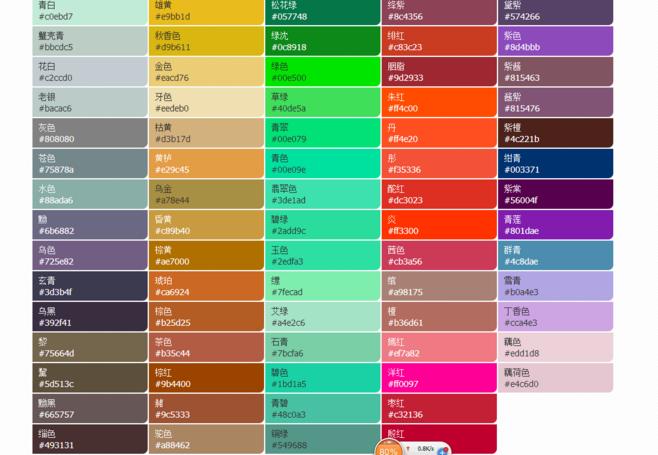 青白
#c0ebd7
雄黄
#e9bb1d
松花绿
#057748
绛紫
#8c4356
黛紫
#574266
蟹壳青
#bbcdc5
秋香色
#d9b611
绿沈
#0c8918
绯红
#c83c23
紫色
#8d4bbb
花白
#c2ccd0
金色
#eacd76
绿色
#00e500
胭脂
#9d2933
紫酱
#815463
老银
#bacac6
牙色
#eedeb0
草绿
#40de5a
朱红
#ff4c00
酱紫
#815476
灰色
#808080
枯黄
#d3b17d
青翠
#00e079
丹
#ff4e20
紫檀
#4c221b
苍色
#75878a
黄栌
#e29c45
青色
#00e09e
彤
#f35336
绀青
#003371
水色
#88ada6
乌金
#a78e44
翡翠色
#3de1ad
酡红
#dc3023
紫棠
#56004f
黝
#6b6882
昏黄
#c89b40
碧绿
#2add9c
炎
#ff3300
青莲
#801dae
乌色
#725e82
棕黄
#ae7000
玉色
#2edfa3
茜色
#cb3a56
群青
#4c8dae
玄青
#3d3b4f
琥珀
#ca6924
缥
#7fecad
绾
#a98175
雪青
#b0a4e3
乌黑
#392f41
棕色
#b25d25
艾绿
#a4e2c6
檀
#b36d61
丁香色
#cca4e3
黎
#75664d
茶色
#b35c44
石青
#7bcfa6
嫣红
#ef7a82
藕色
#edd1d8
黧
#5d513c
棕红
#9b4400
碧色
#1bd1a5
洋红
#ff0097
藕荷色
#e4c6d0
黝黑
#665757
赭
#9c5333
青碧
#48c0a3
枣红
#c32136
缁色
#493131
驼色
#a88462
铜绿
#549688
殷红
80%
0.8K/s